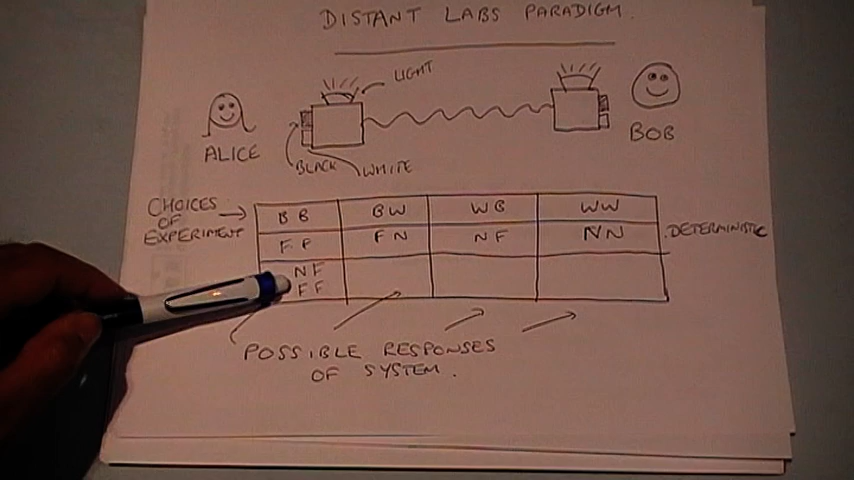 DISTANT LABS PARADIGM.
LIGHT
ALICE
BLACK
WHITE
BOB
CHOICES
OF
EXPERIMENT
BB BW WB WW
FF FN NF NN
DETERMINISTIC
NF
FF
POSSIBLE RESPONSES
OF SYSTEM.